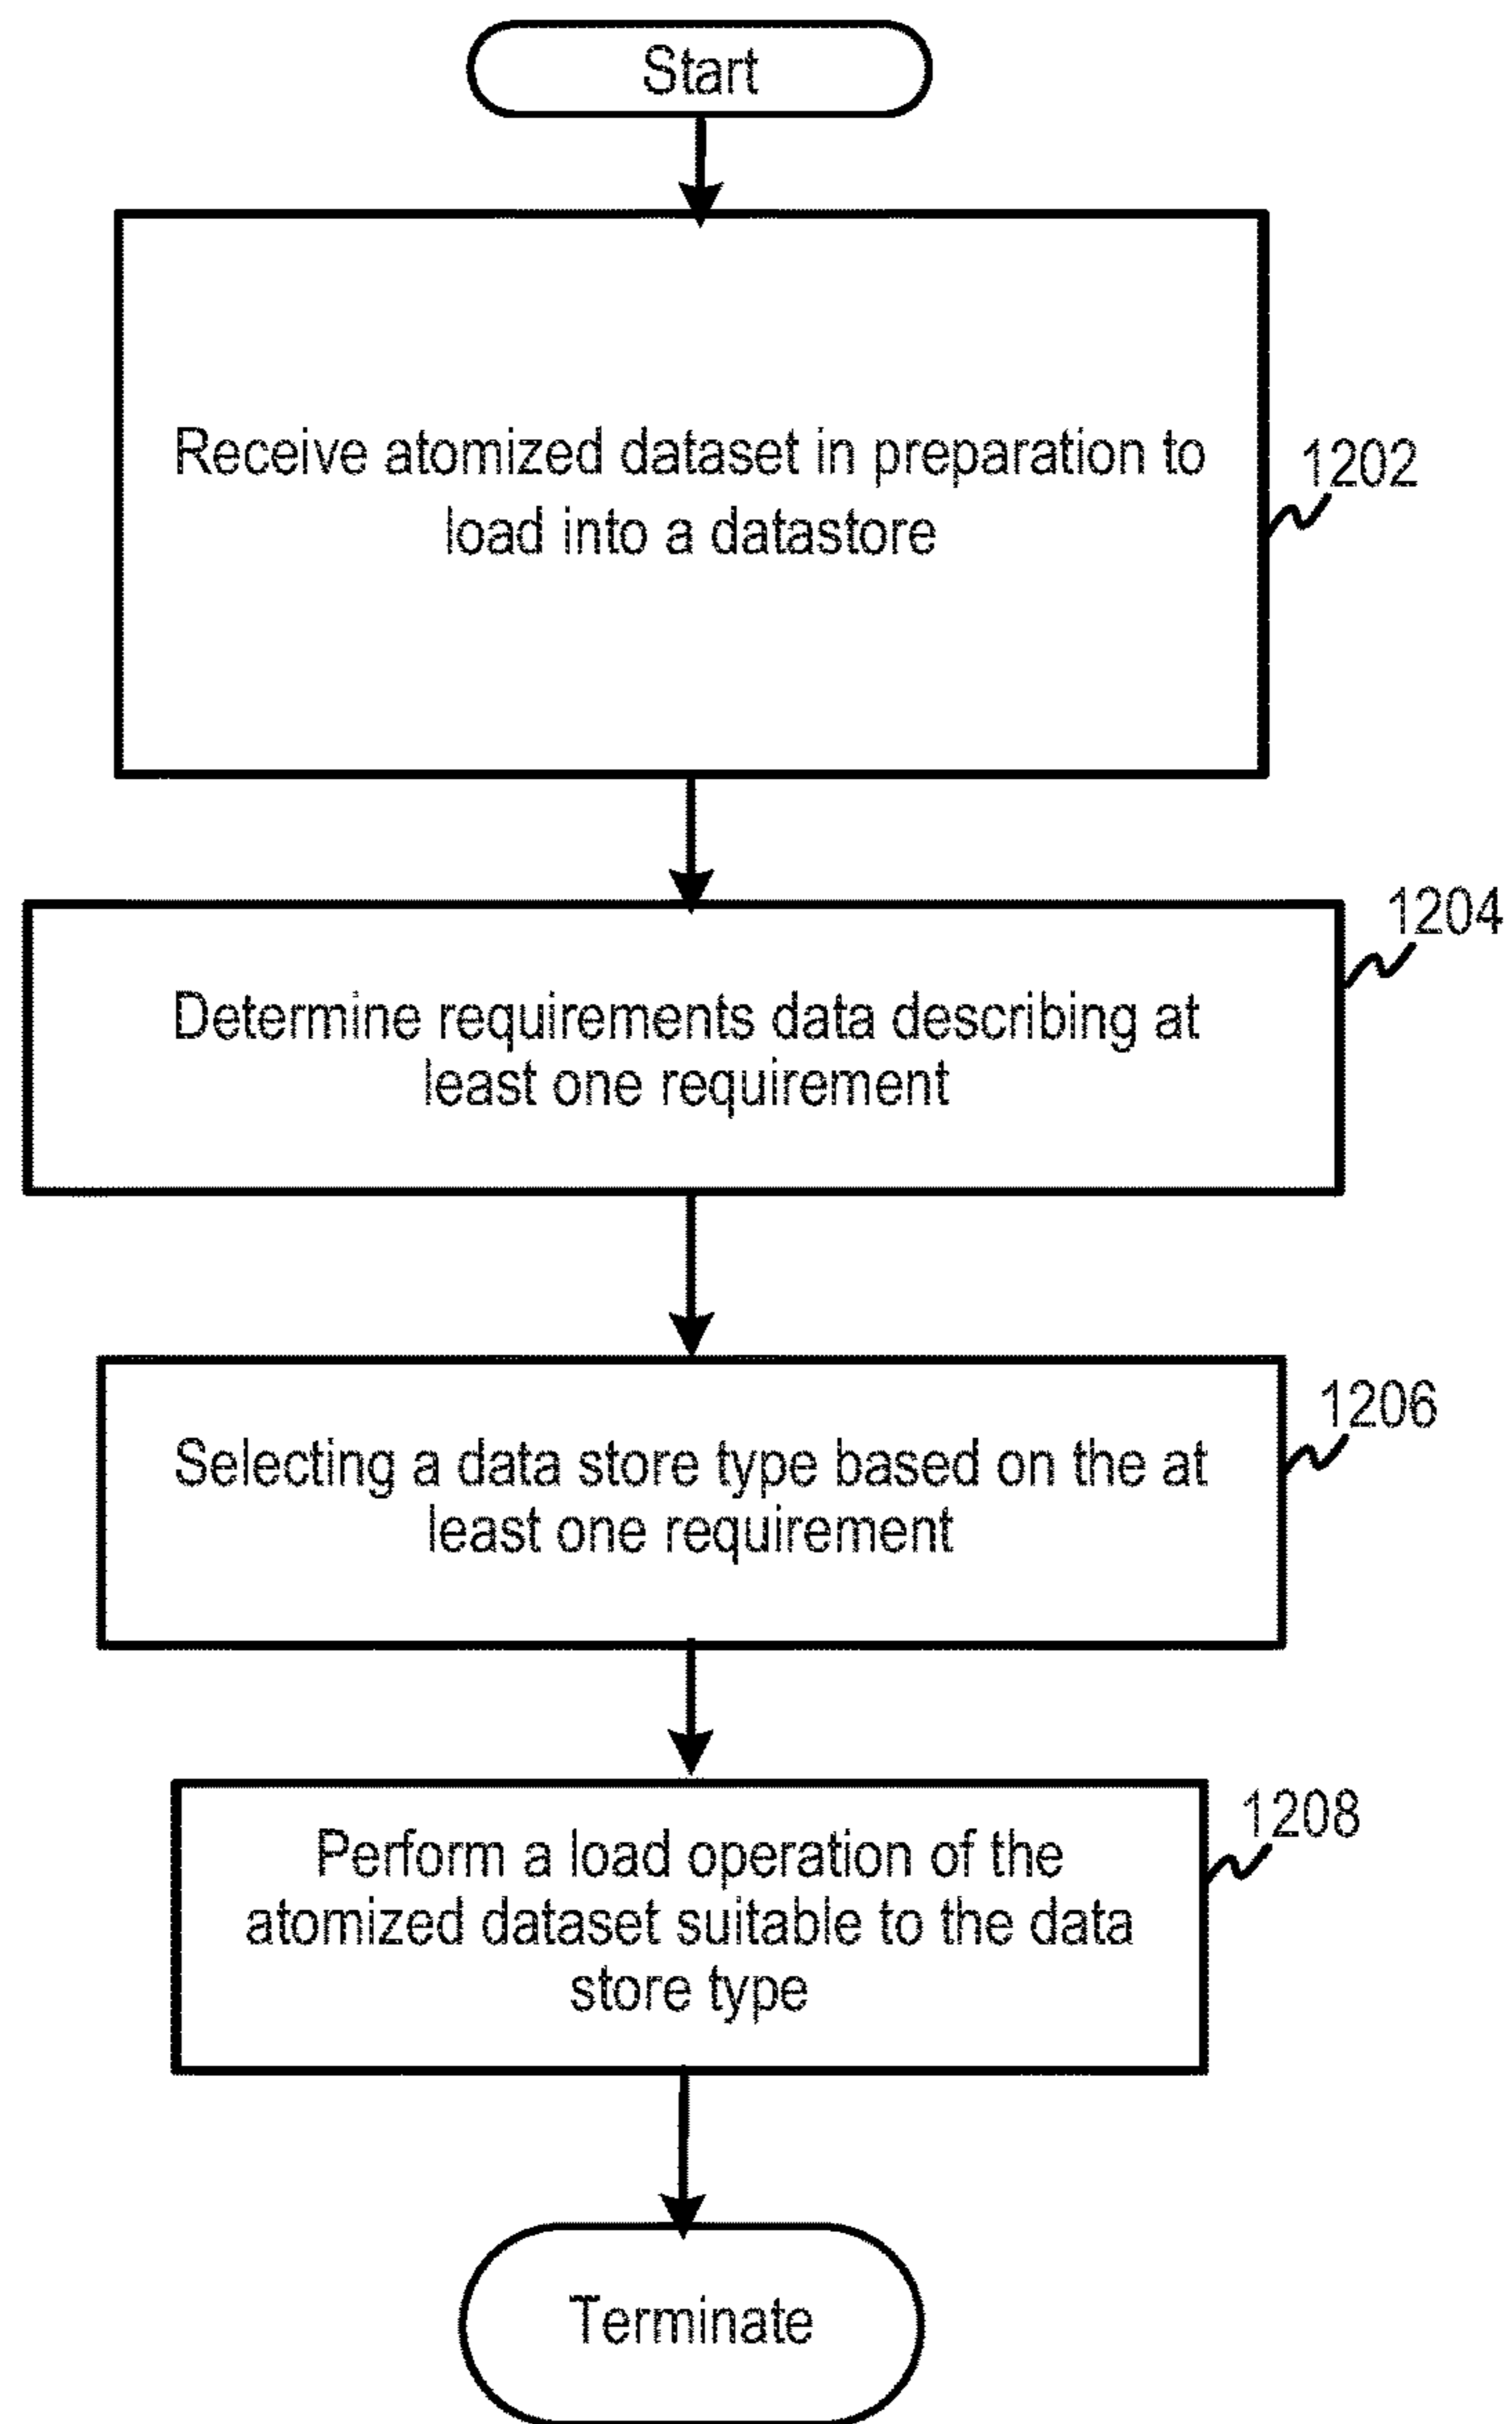 Start
Receive atomized dataset in preparation to
load into a datastore
1202
Determine requirements data describing at
least one requirement
1204
Selecting a data store type based on the at
least one requirement
1206
Perform a load operation of the
atomized dataset suitable to the data
store type
1208
Terminate